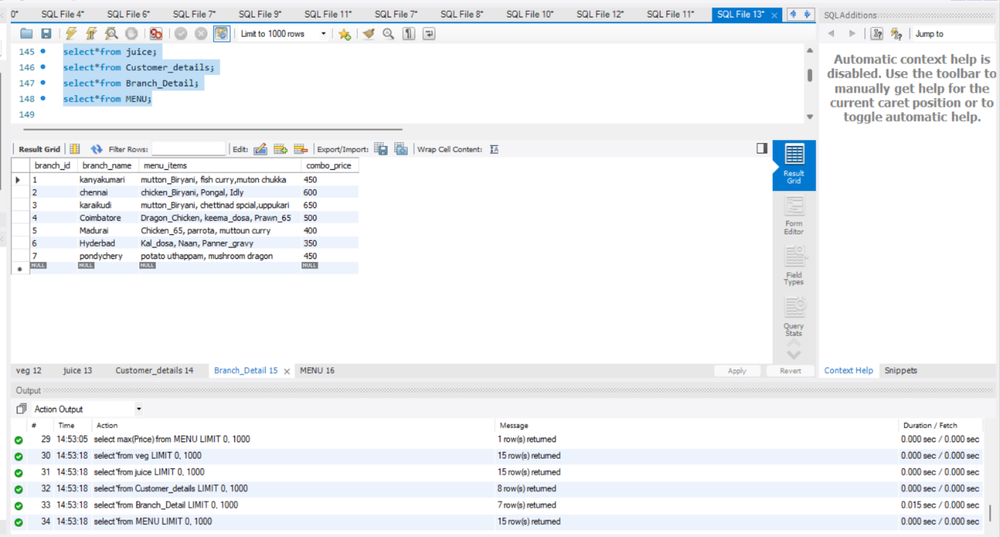 0* SQL File 4* SQL File 6* SQL File 7* SQL File 9* SQL File 11* SQL File 7* SQL File 8* SQL File 10* SQL File 12* SQL File 11* SQL File 13* ×
SQLAdditions
Limit to 1000 rows
Jump to
145 select*from juice;
146 select*from Customer_details;
147 select*from Branch_Detail;
148 select*from MENU;
149
Automatic context help is
disabled. Use the toolbar to
manually get help for the
current caret position or to
toggle automatic help.
Result Grid Filter Rows: Edit: Export/Import: Wrap Cell Content: IA
branch_id branch_name menu_items combo_price
1 kanyakumari mutton_Biryani, fish curry,muton chukka 450
2 chennai chicken_Biryani, Pongal, Idly 600
3 karaikudi mutton_Biryani, chettinad spcial,uppukari 650
4 Coimbatore Dragon_Chicken, keema_dosa, Prawn_65 500
5 Madurai Chicken_65, parrota, muttoun curry 400
6 Hyderbad Kal_dosa, Naan, Panner_gravy 350
7 pondychery potato uthappam, mushroom dragon 450
NULL NULL NULL NULL
Result
Grid
Form
Editor
Field
Types
Query
Stats
veg 12 juice 13 Customer_details 14 Branch_Detail 15 × MENU 16
Apply Revert
Context Help Snippets
Output
Action Output
# Time Action Message Duration / Fetch
29 14:53:05 select max(Price) from MENU LIMIT 0, 1000 1 row(s) returned 0.000 sec / 0.000 sec
30 14:53:18 select*from veg LIMIT 0, 1000 15 row(s) returned 0.000 sec / 0.000 sec
31 14:53:18 select*from juice LIMIT 0, 1000 15 row(s) returned 0.000 sec / 0.000 sec
32 14:53:18 select*from Customer_details LIMIT 0, 1000 8 row(s) returned 0.000 sec / 0.000 sec
33 14:53:18 select*from Branch_Detail LIMIT 0, 1000 7 row(s) returned 0.015 sec / 0.000 sec
34 14:53:18 select*from MENU LIMIT 0, 1000 15 row(s) returned 0.000 sec / 0.000 sec